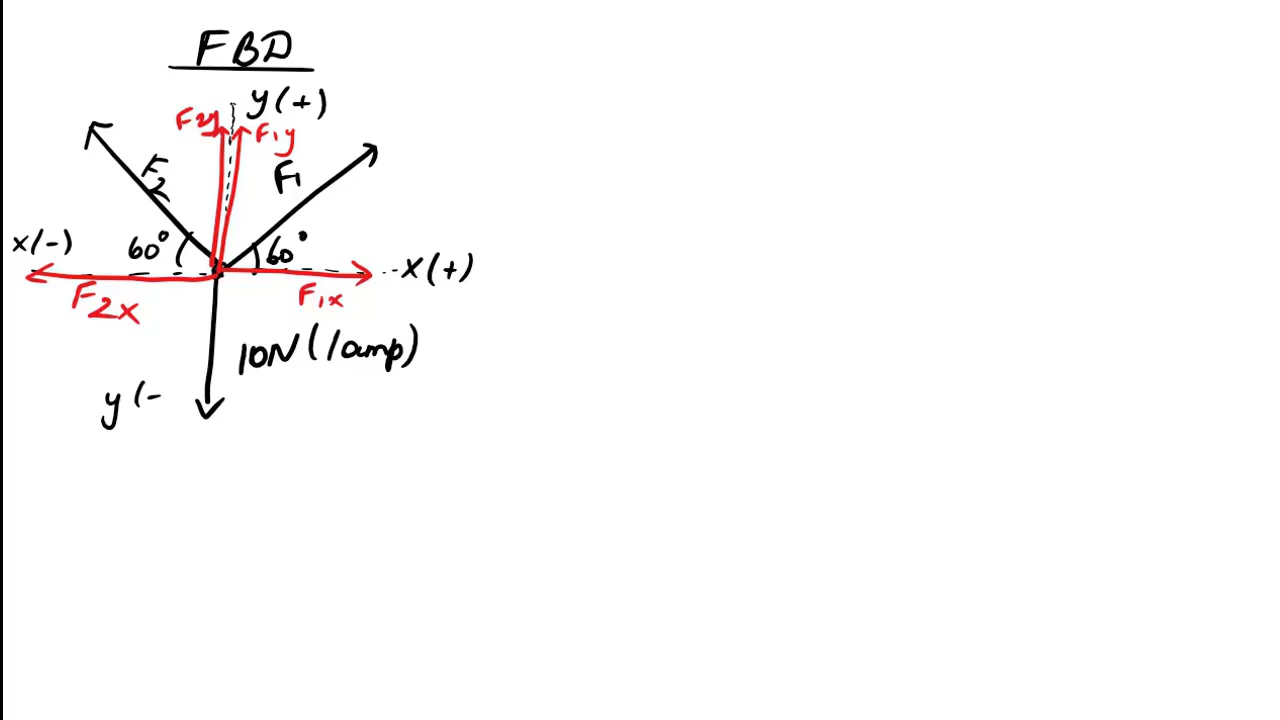 FBD
y(+)
F2y
F1y
F2
F1
x(-)
60°
60°
x(+)
F2x
F1x
10N (lamp)
y(-